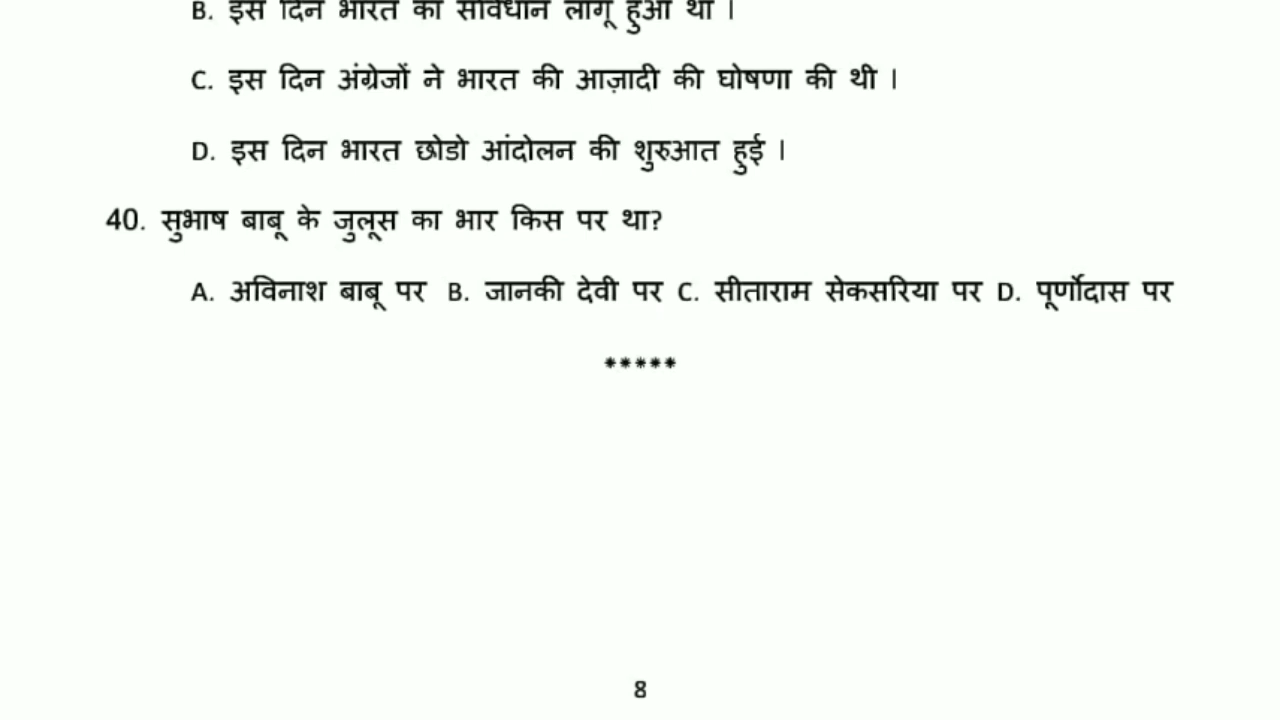 B. इस दिन भारत का संविधान लागू हुआ था |
C. इस दिन अंग्रेजों ने भारत की आज़ादी की घोषणा की थी |
D. इस दिन भारत छोडो आंदोलन की शुरुआत हुई |
40. सुभाष बाबू के जुलूस का भार किस पर था?
A. अविनाश बाबू पर B. जानकी देवी पर C. सीताराम सेकसरिया पर D. पूर्णोदास पर
*****
8